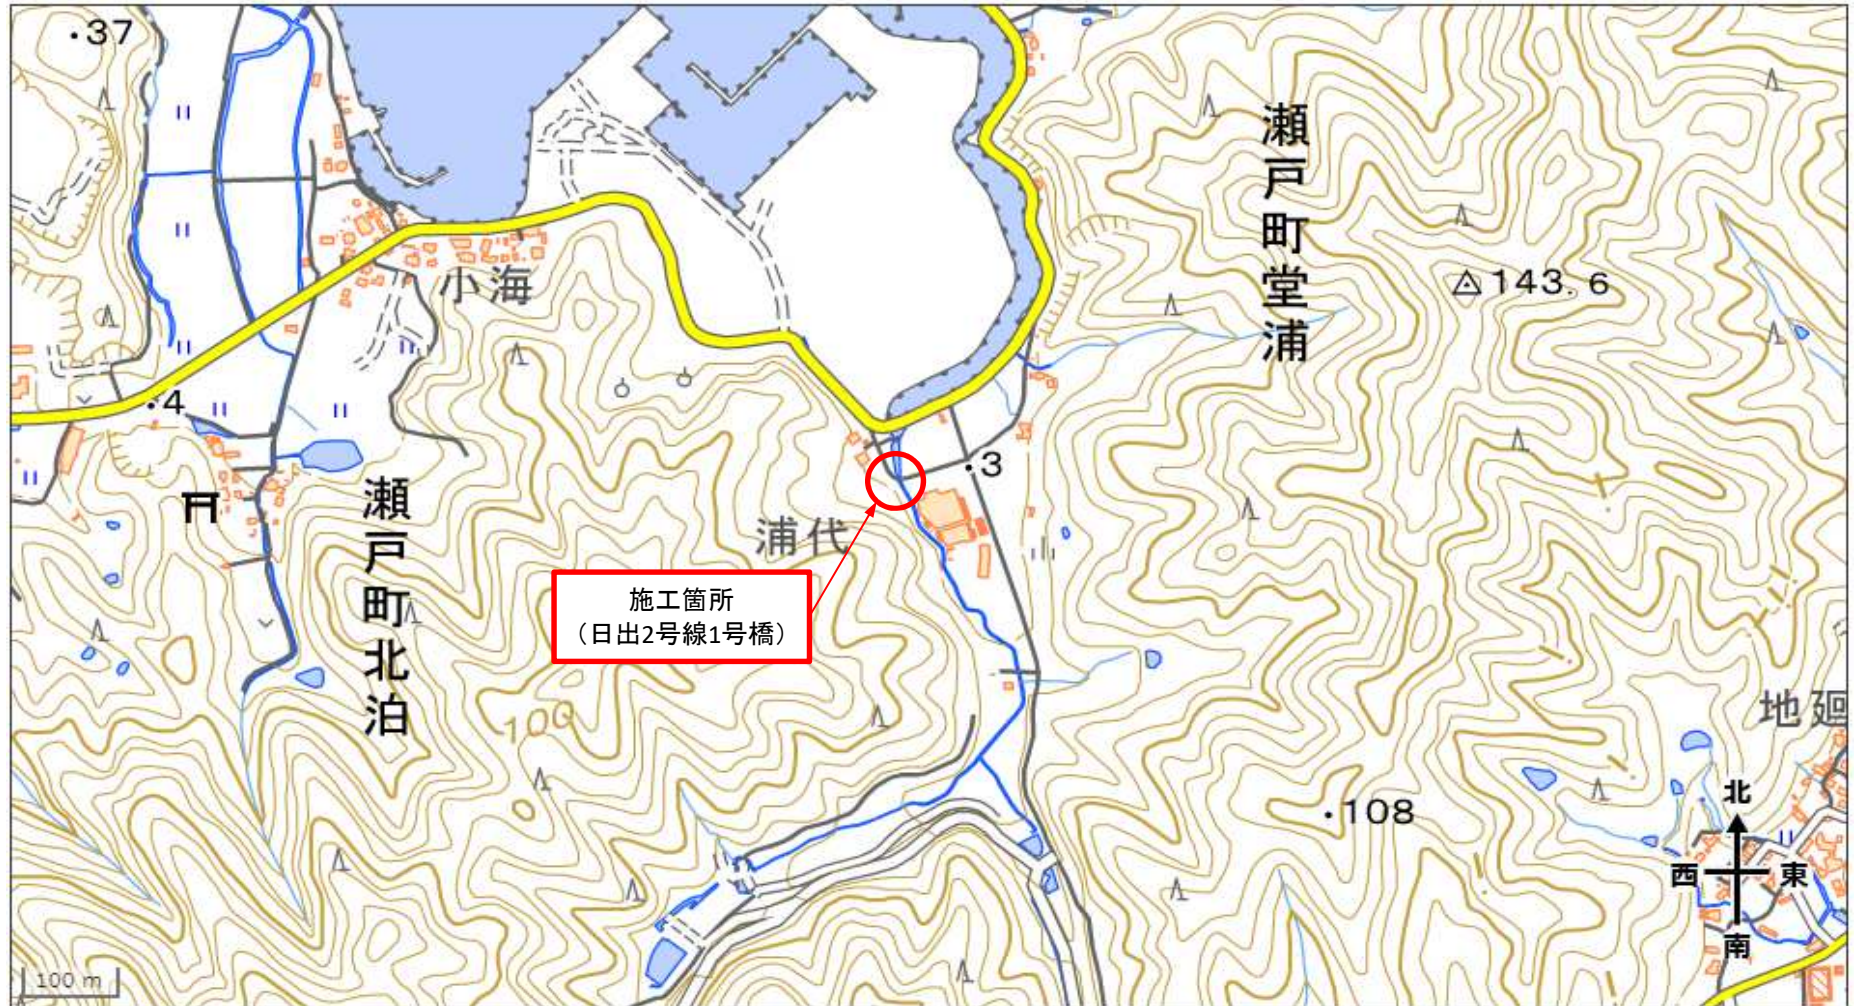 37
瀬戸町堂浦
143.6
小海
4
3
瀬戸町北泊
浦代
施工箇所
（日出2号線1号橋）
100
地廻
108
北
西
東
南
100 m